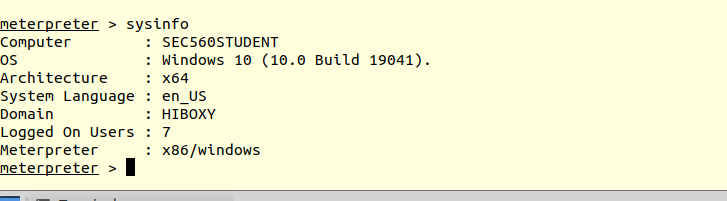 meterpreter > sysinfo
Computer        : SEC560STUDENT
OS              : Windows 10 (10.0 Build 19041).
Architecture    : x64
System Language : en_US
Domain          : HIBOXY
Logged On Users : 7
Meterpreter     : x86/windows
meterpreter >